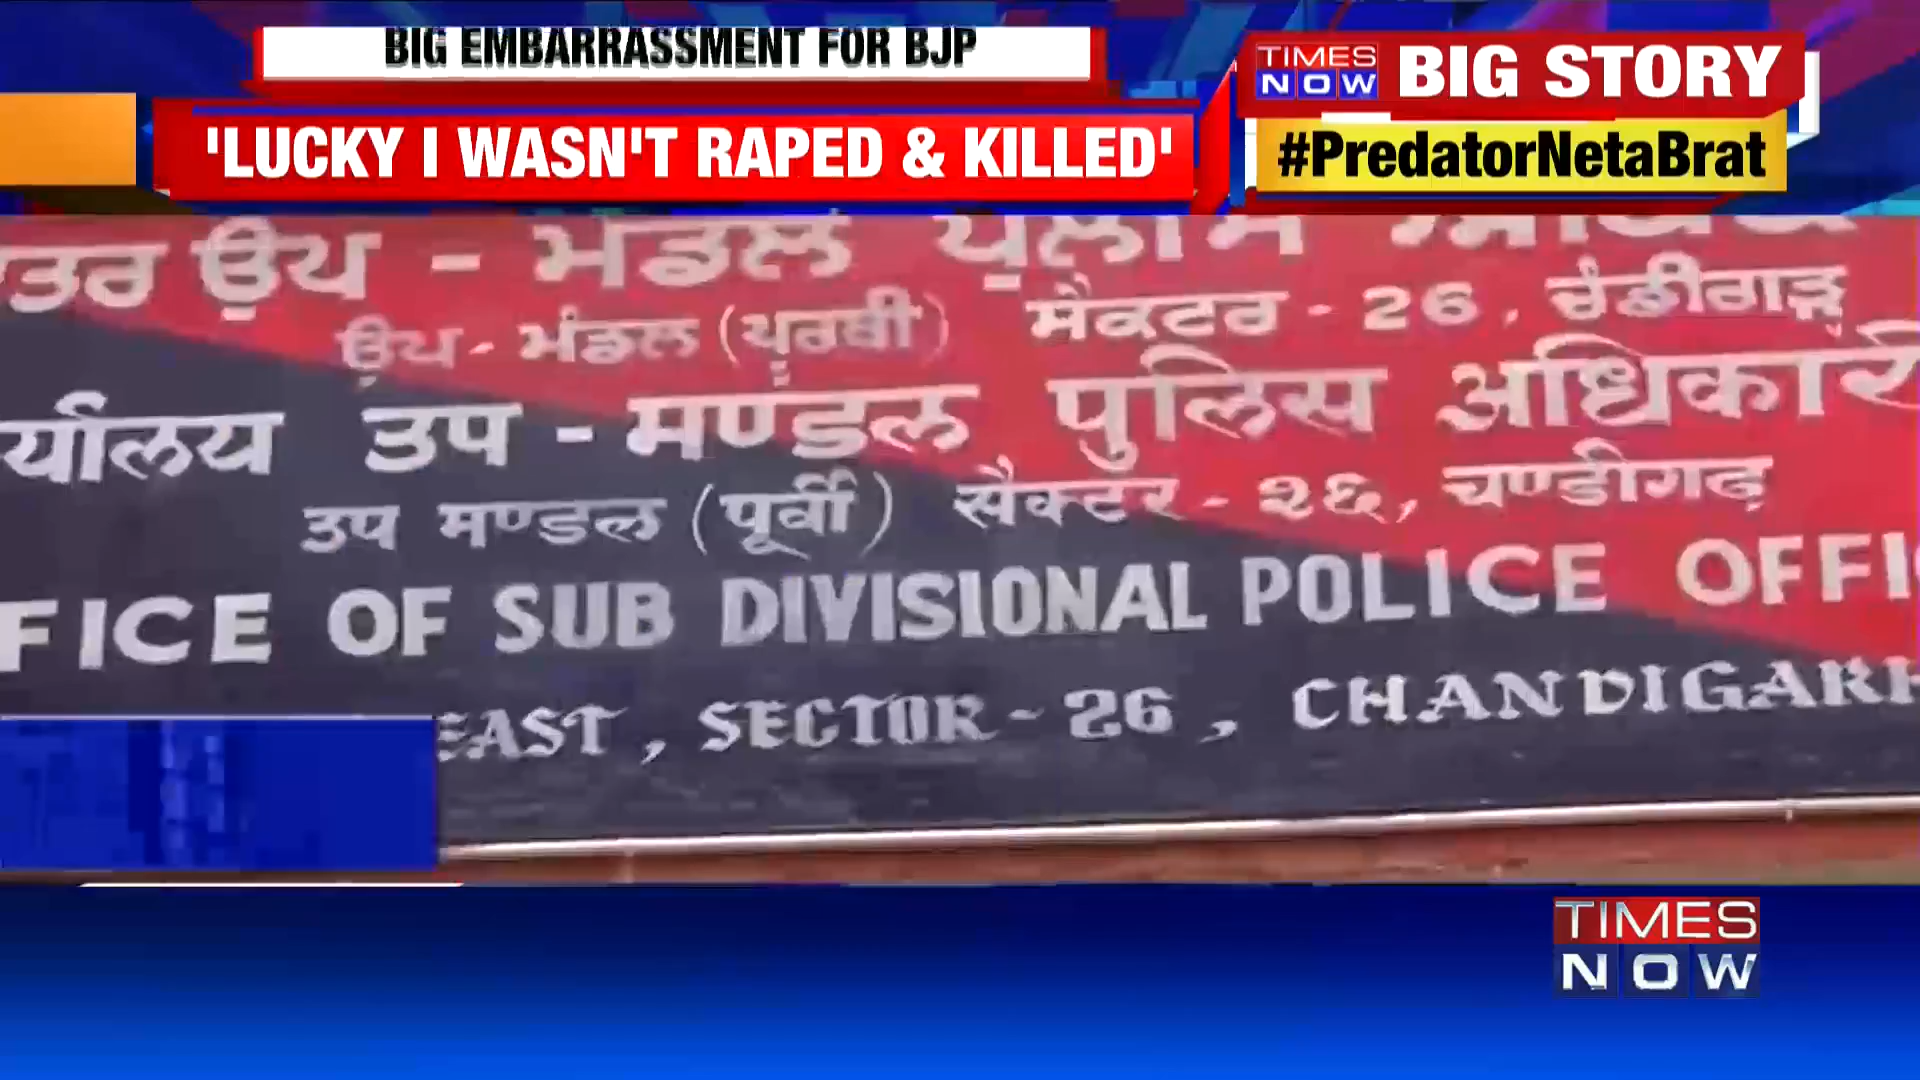 BIG EMBARRASSMENT FOR BJP
'LUCKY I WASN'T RAPED & KILLED'
TIMES NOW
BIG STORY
#PredatorNetaBrat
ਉਪ - ਮੰਡਲ ਪੁਲਿਸ
ਉਪ - ਮੰਡਲ (ਪੂਰਬੀ) ਸੈਕਟਰ - 26, ਚੰਡੀਗੜ੍ਹ
र्यालय उप - मण्डल पुलिस अधिकारी
उप मण्डल (पूर्वी) सैक्टर - २६, चण्डीगढ़
FICE OF SUB DIVISIONAL POLICE OFFI
EAST, SECTOR - 26, CHANDIGARH
TIMES
NOW